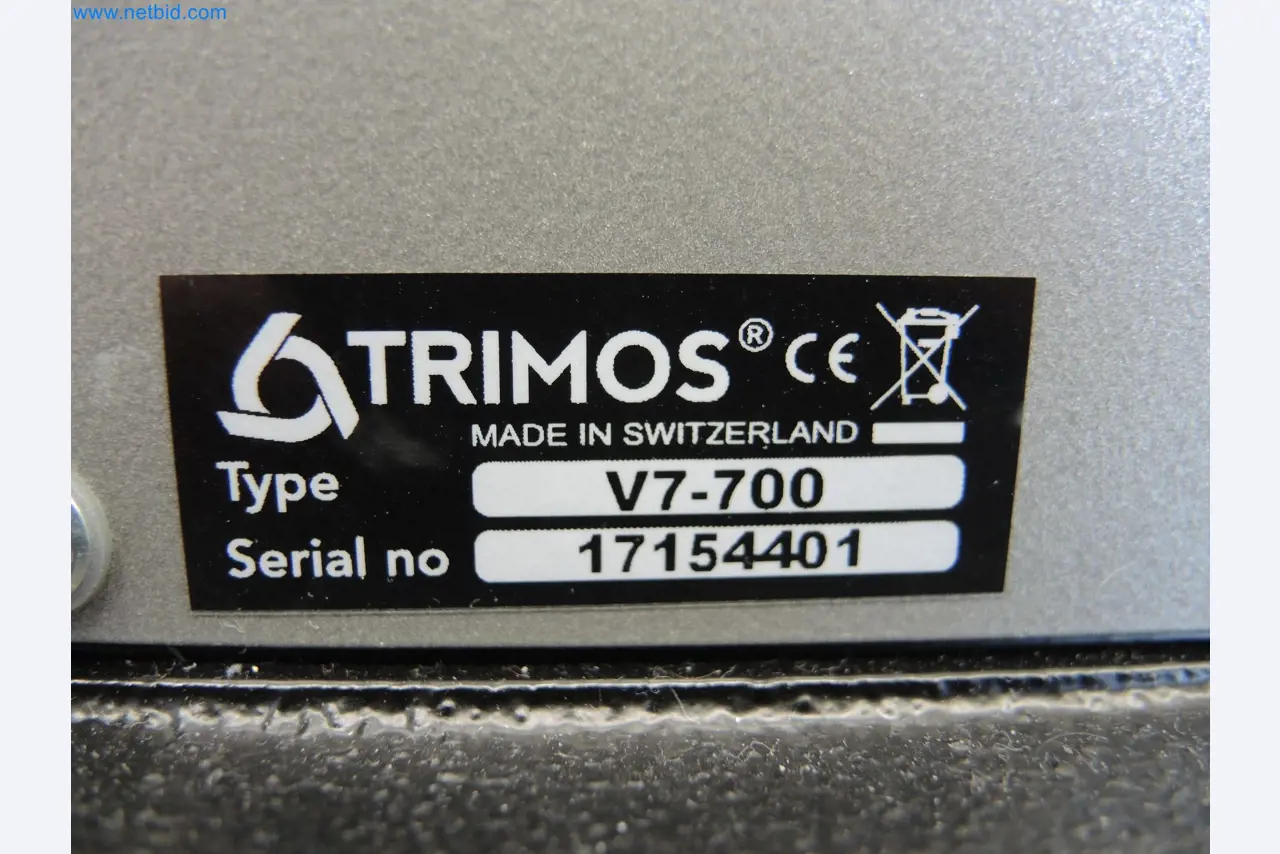 www.netbid.com
TRIMOS® CE
MADE IN SWITZERLAND
Type V7-700
Serial no 17154401